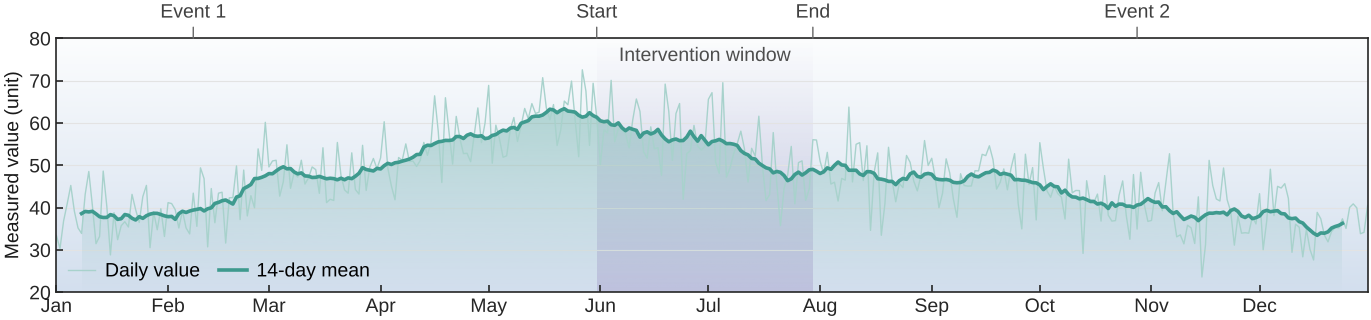 Event 1
Start
End
Event 2
Intervention window
Measured value (unit)
80
70
60
50
40
30
20
Daily value
14-day mean
Jan
Feb
Mar
Apr
May
Jun
Jul
Aug
Sep
Oct
Nov
Dec